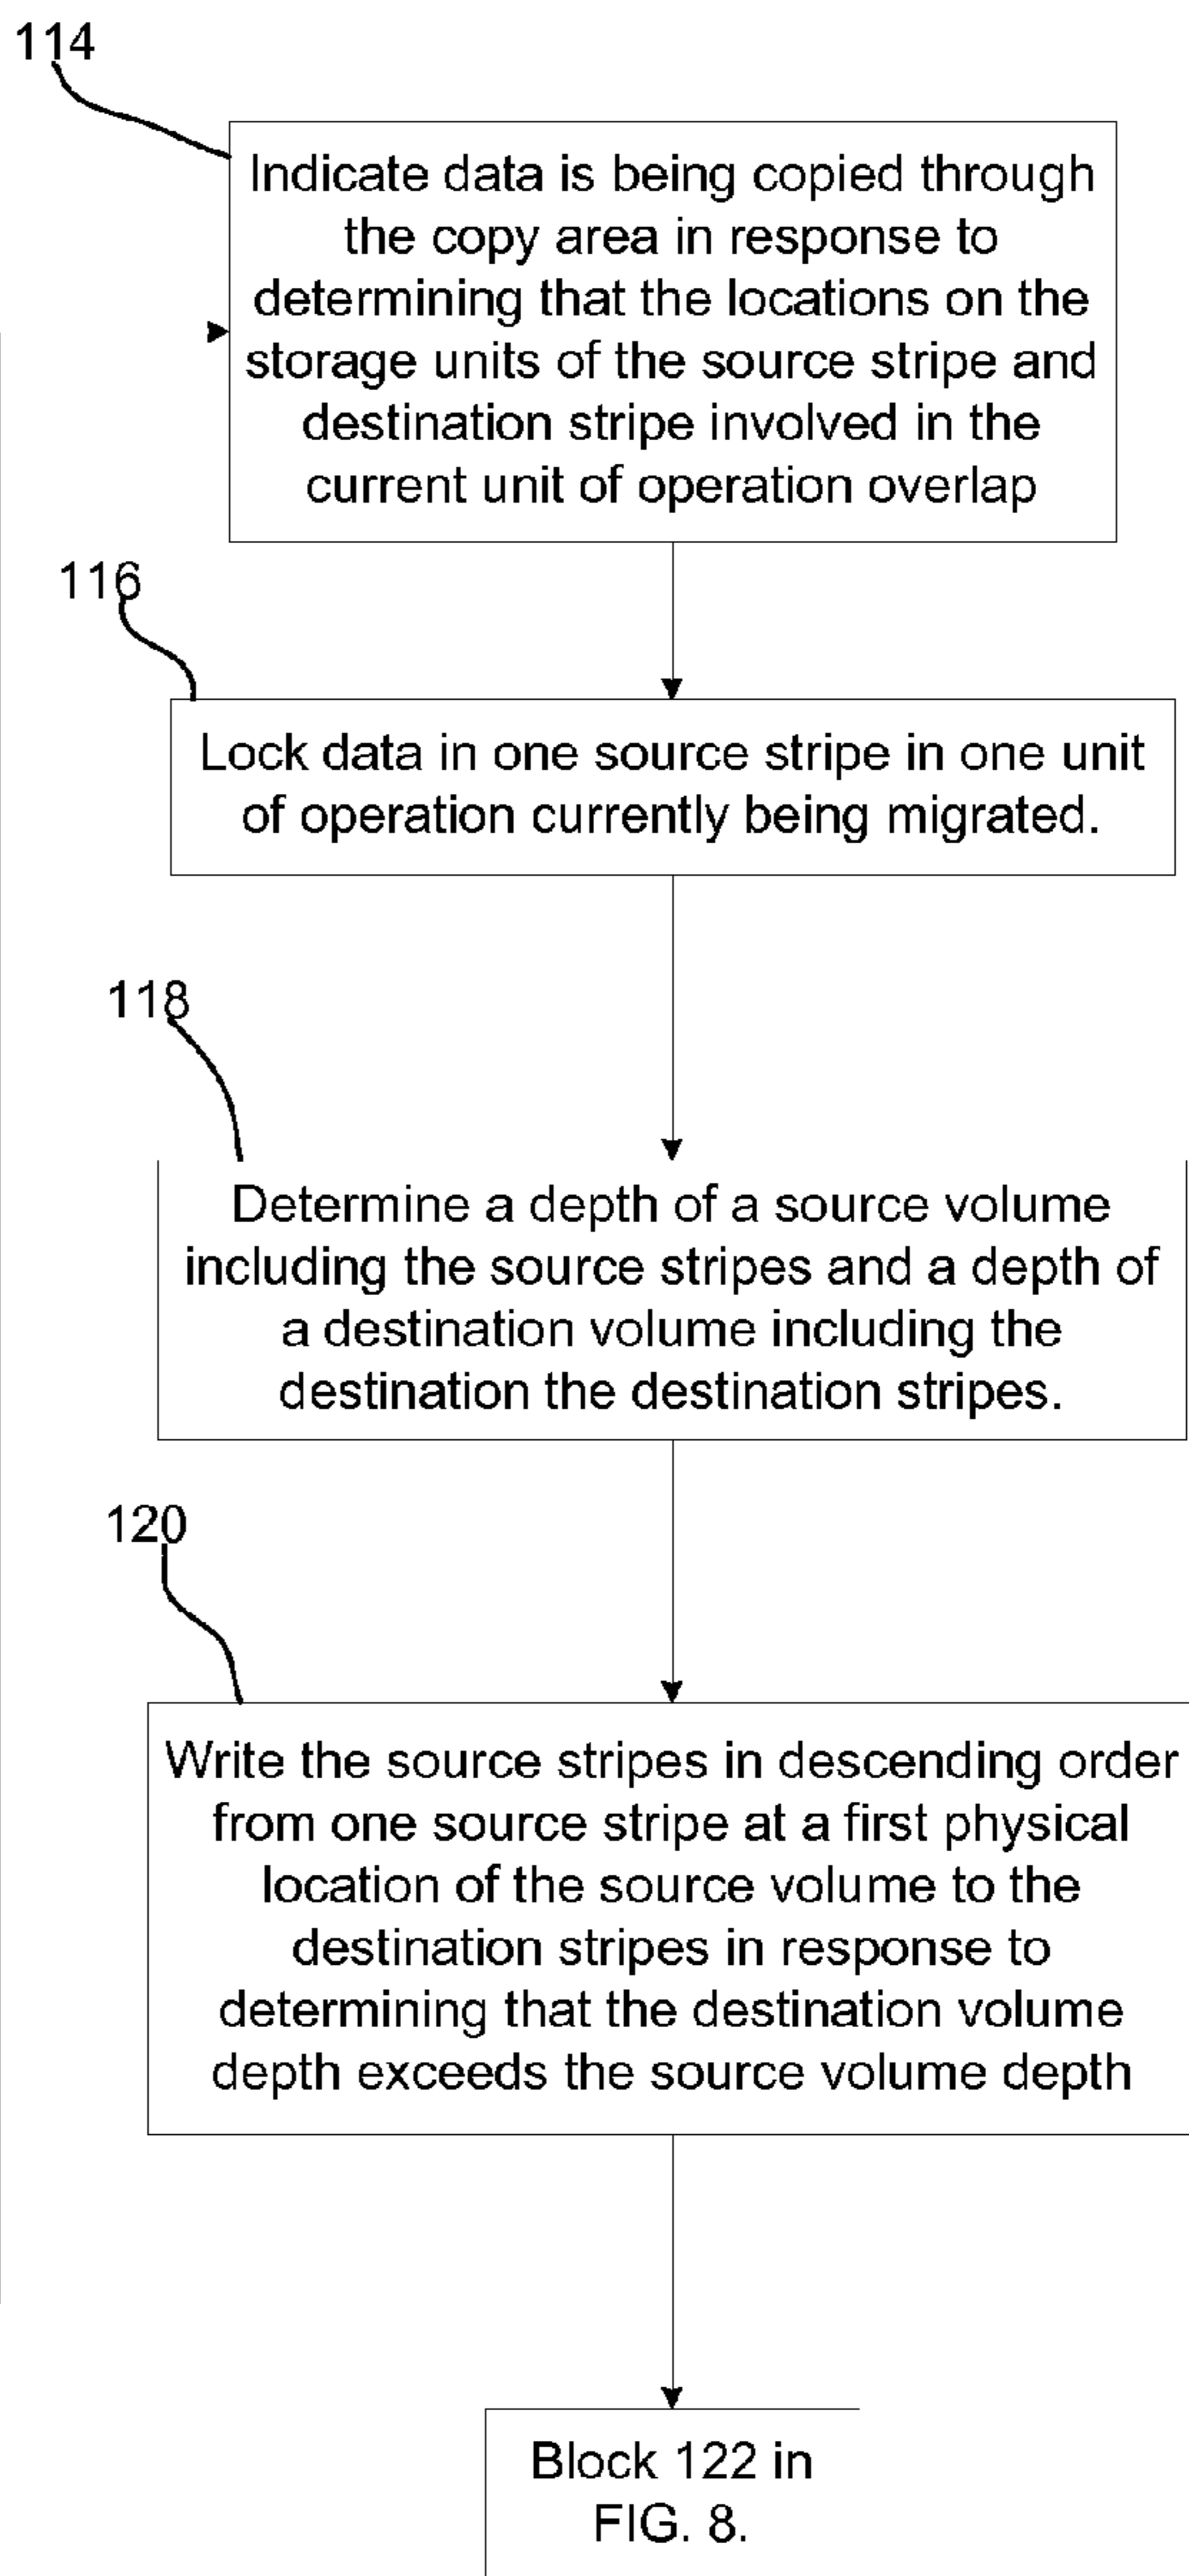 114
Indicate data is being copied through
the copy area in response to
determining that the locations on the
storage units of the source stripe and
destination stripe involved in the
current unit of operation overlap
116
Lock data in one source stripe in one unit
of operation currently being migrated.
118
Determine a depth of a source volume
including the source stripes and a depth of
a destination volume including the
destination the destination stripes.
120
Write the source stripes in descending order
from one source stripe at a first physical
location of the source volume to the
destination stripes in response to
determining that the destination volume
depth exceeds the source volume depth
Block 122 in
FIG. 8.